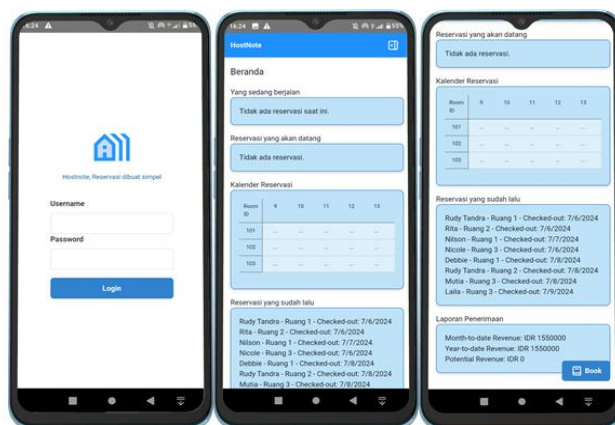 16:24
Hostnote, Reservasi dibuat simpel
Username
Password
Login
16:24
55%
HostNote
Beranda
Yang sedang berjalan
Tidak ada reservasi saat ini.
Reservasi yang akan datang
Tidak ada reservasi.
Kalender Reservasi
Room ID 9 10 11 12 13
101 -- -- -- -- --
102 -- -- -- -- --
103 -- -- -- -- --
Reservasi yang sudah lalu
Rudy Tandra - Ruang 1 - Checked-out: 7/6/2024
Rita - Ruang 2 - Checked-out: 7/6/2024
Nilson - Ruang 1 - Checked-out: 7/7/2024
Nicole - Ruang 3 - Checked-out: 7/6/2024
Debbie - Ruang 1 - Checked-out: 7/8/2024
Rudy Tandra - Ruang 2 - Checked-out: 7/8/2024
Mutia - Ruang 3 - Checked-out: 7/8/2024
Reservasi yang akan datang
Tidak ada reservasi.
Kalender Reservasi
Room ID 9 10 11 12 13
101 -- -- -- -- --
102 -- -- -- -- --
103 -- -- -- -- --
Reservasi yang sudah lalu
Rudy Tandra - Ruang 1 - Checked-out: 7/6/2024
Rita - Ruang 2 - Checked-out: 7/6/2024
Nilson - Ruang 1 - Checked-out: 7/7/2024
Nicole - Ruang 3 - Checked-out: 7/6/2024
Debbie - Ruang 1 - Checked-out: 7/8/2024
Rudy Tandra - Ruang 2 - Checked-out: 7/8/2024
Mutia - Ruang 3 - Checked-out: 7/8/2024
Laila - Ruang 3 - Checked-out: 7/9/2024
Laporan Penerimaan
Month-to-date Revenue: IDR 1550000
Year-to-date Revenue: IDR 1550000
Potential Revenue: IDR 0
Book